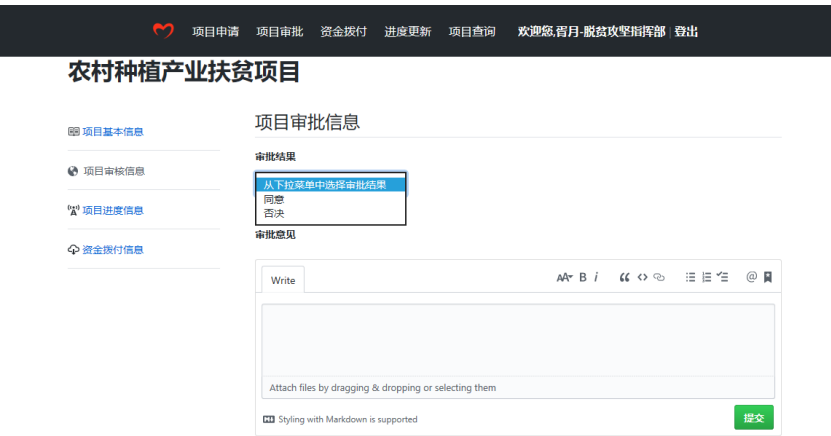 项目申请 项目审批 资金拨付 进度更新 项目查询 欢迎您,胥月-脱贫攻坚指挥部 | 登出
农村种植产业扶贫项目
项目基本信息
项目审核信息
项目进度信息
资金拨付信息
项目审批信息
审批结果
从下拉菜单中选择审批结果
同意
否决
审批意见
Write
AA B i “ <> @
Attach files by dragging & dropping or selecting them
Styling with Markdown is supported
提交